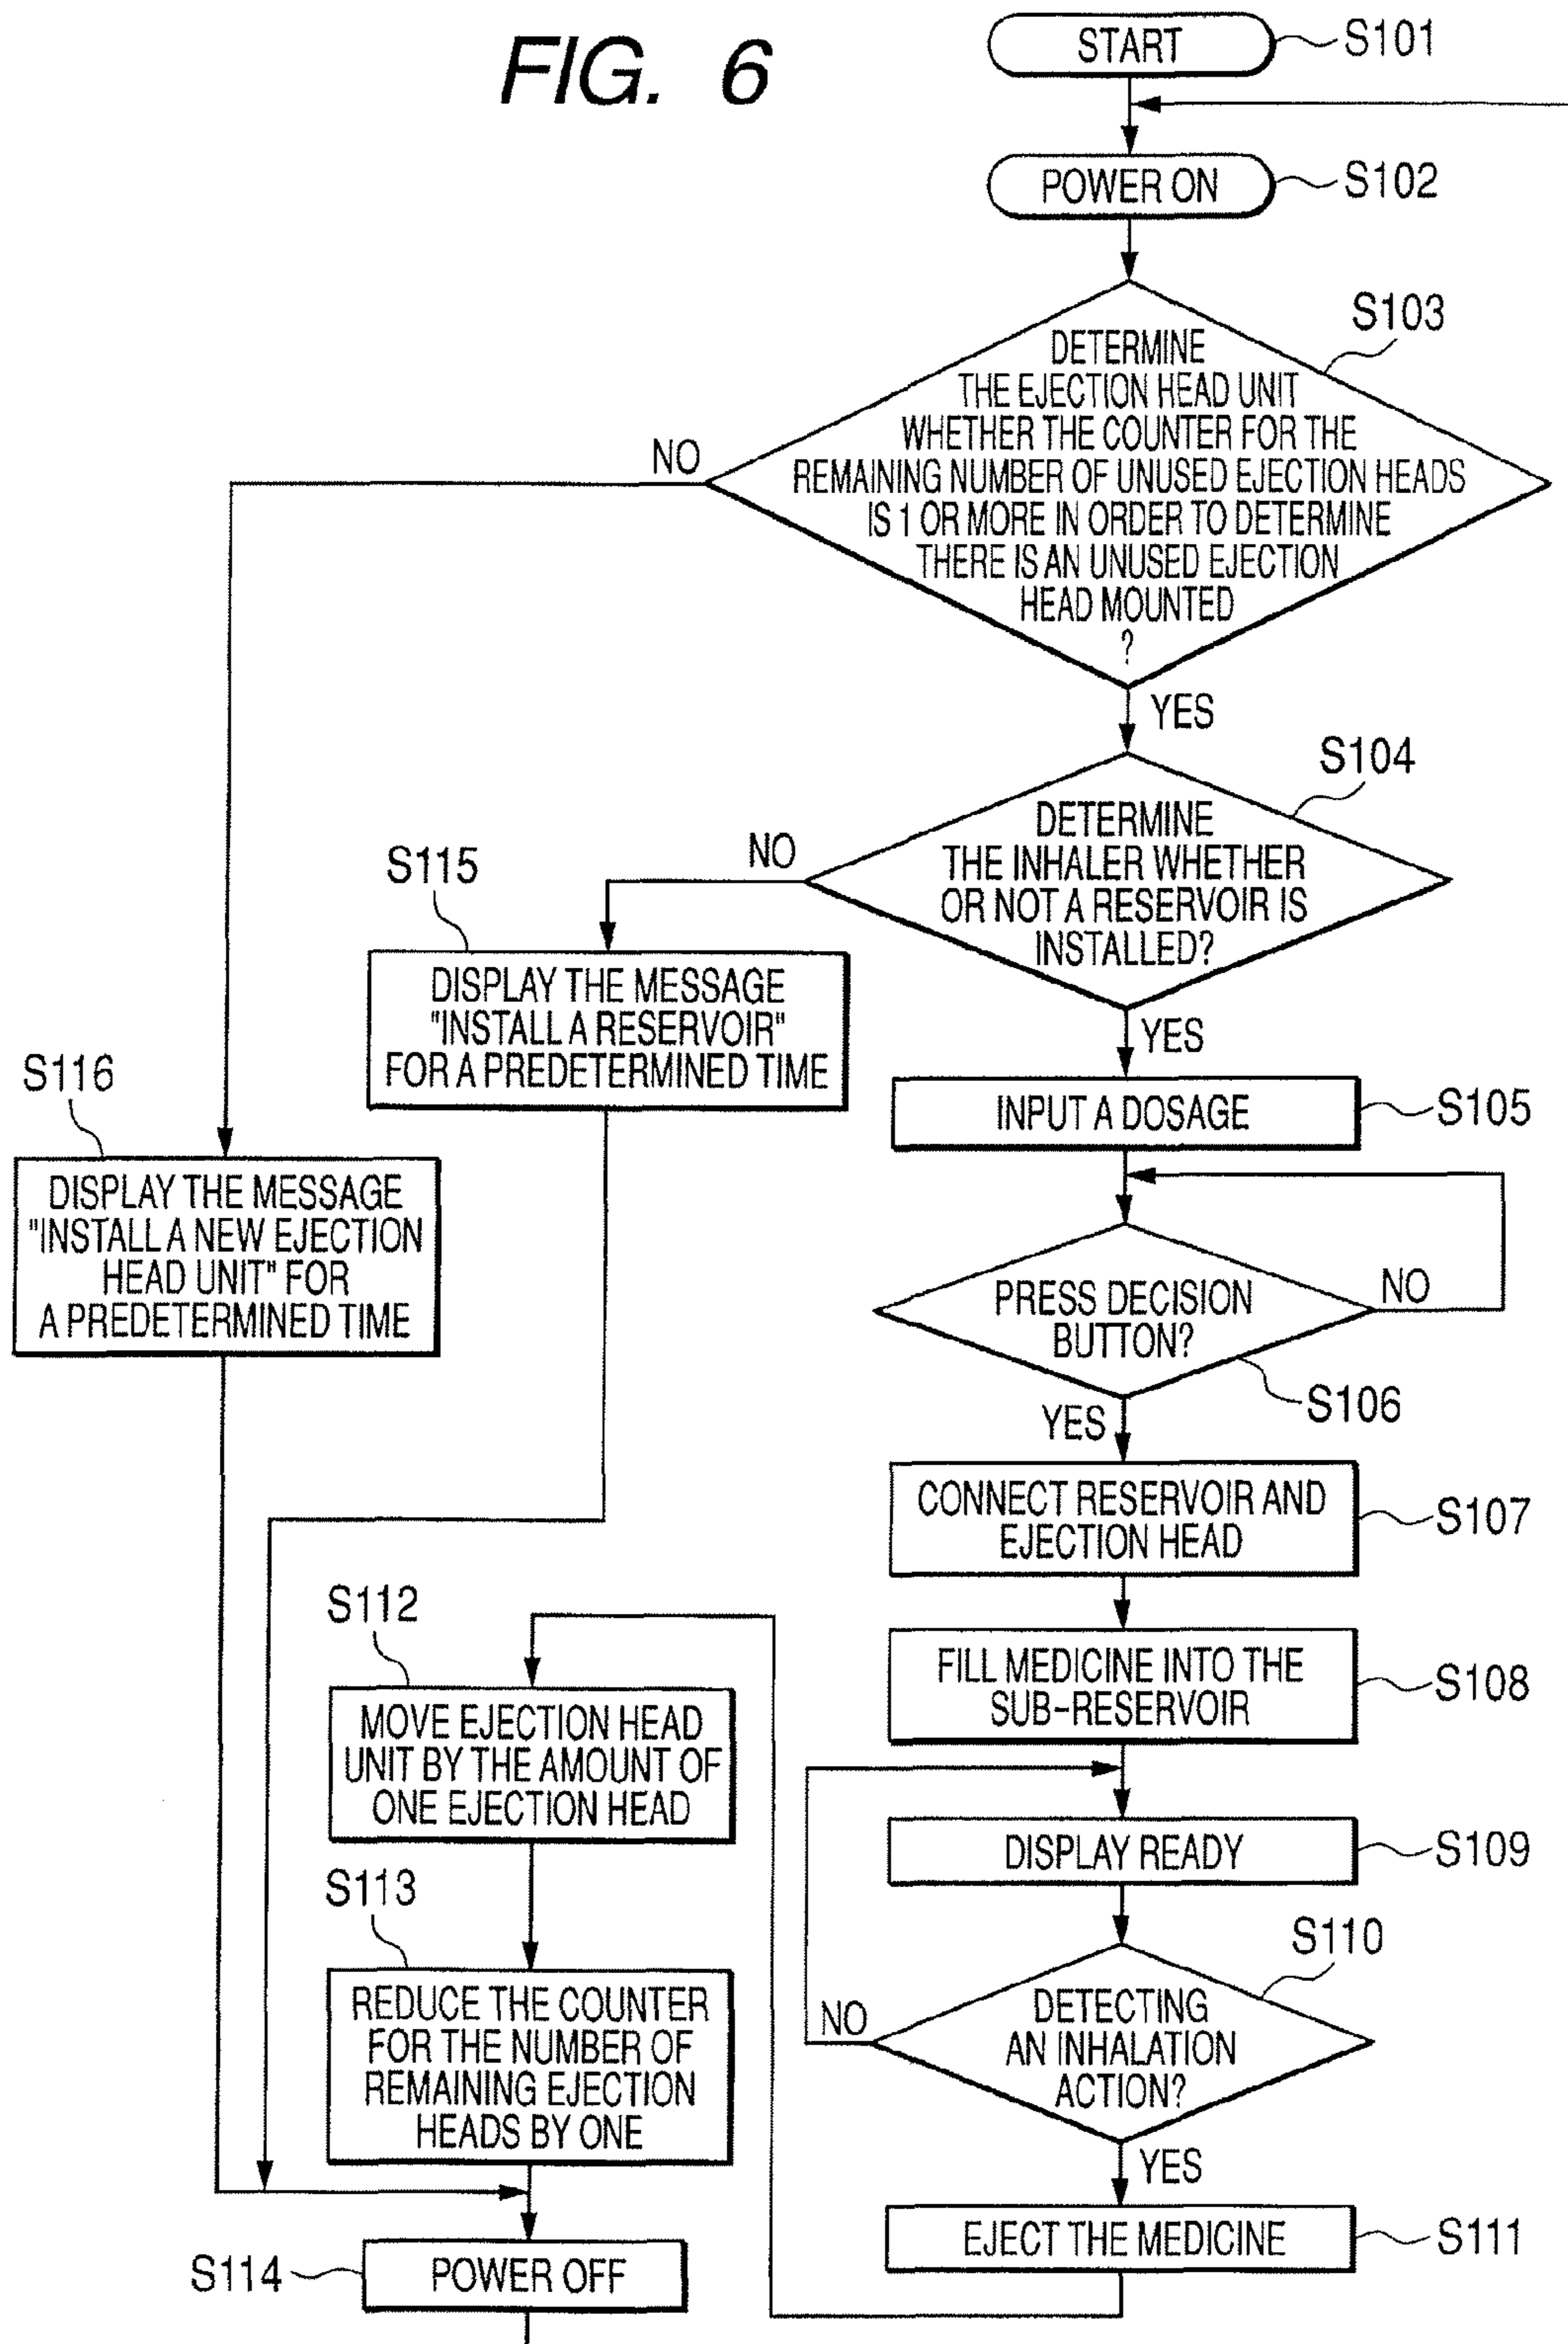 FIG. 6
START
S101
POWER ON
S102
S103
DETERMINE
THE EJECTION HEAD UNIT
WHETHER THE COUNTER FOR THE
REMAINING NUMBER OF UNUSED EJECTION HEADS
IS 1 OR MORE IN ORDER TO DETERMINE
THERE IS AN UNUSED EJECTION
HEAD MOUNTED
?
NO
YES
S104
DETERMINE
THE INHALER WHETHER
OR NOT A RESERVOIR IS
INSTALLED?
NO
YES
S115
DISPLAY THE MESSAGE
"INSTALL A RESERVOIR"
FOR A PREDETERMINED TIME
S116
DISPLAY THE MESSAGE
"INSTALL A NEW EJECTION
HEAD UNIT" FOR
A PREDETERMINED TIME
INPUT A DOSAGE
S105
PRESS DECISION
BUTTON?
NO
S106
YES
CONNECT RESERVOIR AND
EJECTION HEAD
S107
FILL MEDICINE INTO THE
SUB-RESERVOIR
S108
DISPLAY READY
S109
S110
DETECTING
AN INHALATION
ACTION?
NO
YES
EJECT THE MEDICINE
S111
S112
MOVE EJECTION HEAD
UNIT BY THE AMOUNT OF
ONE EJECTION HEAD
S113
REDUCE THE COUNTER
FOR THE NUMBER OF
REMAINING EJECTION
HEADS BY ONE
S114
POWER OFF